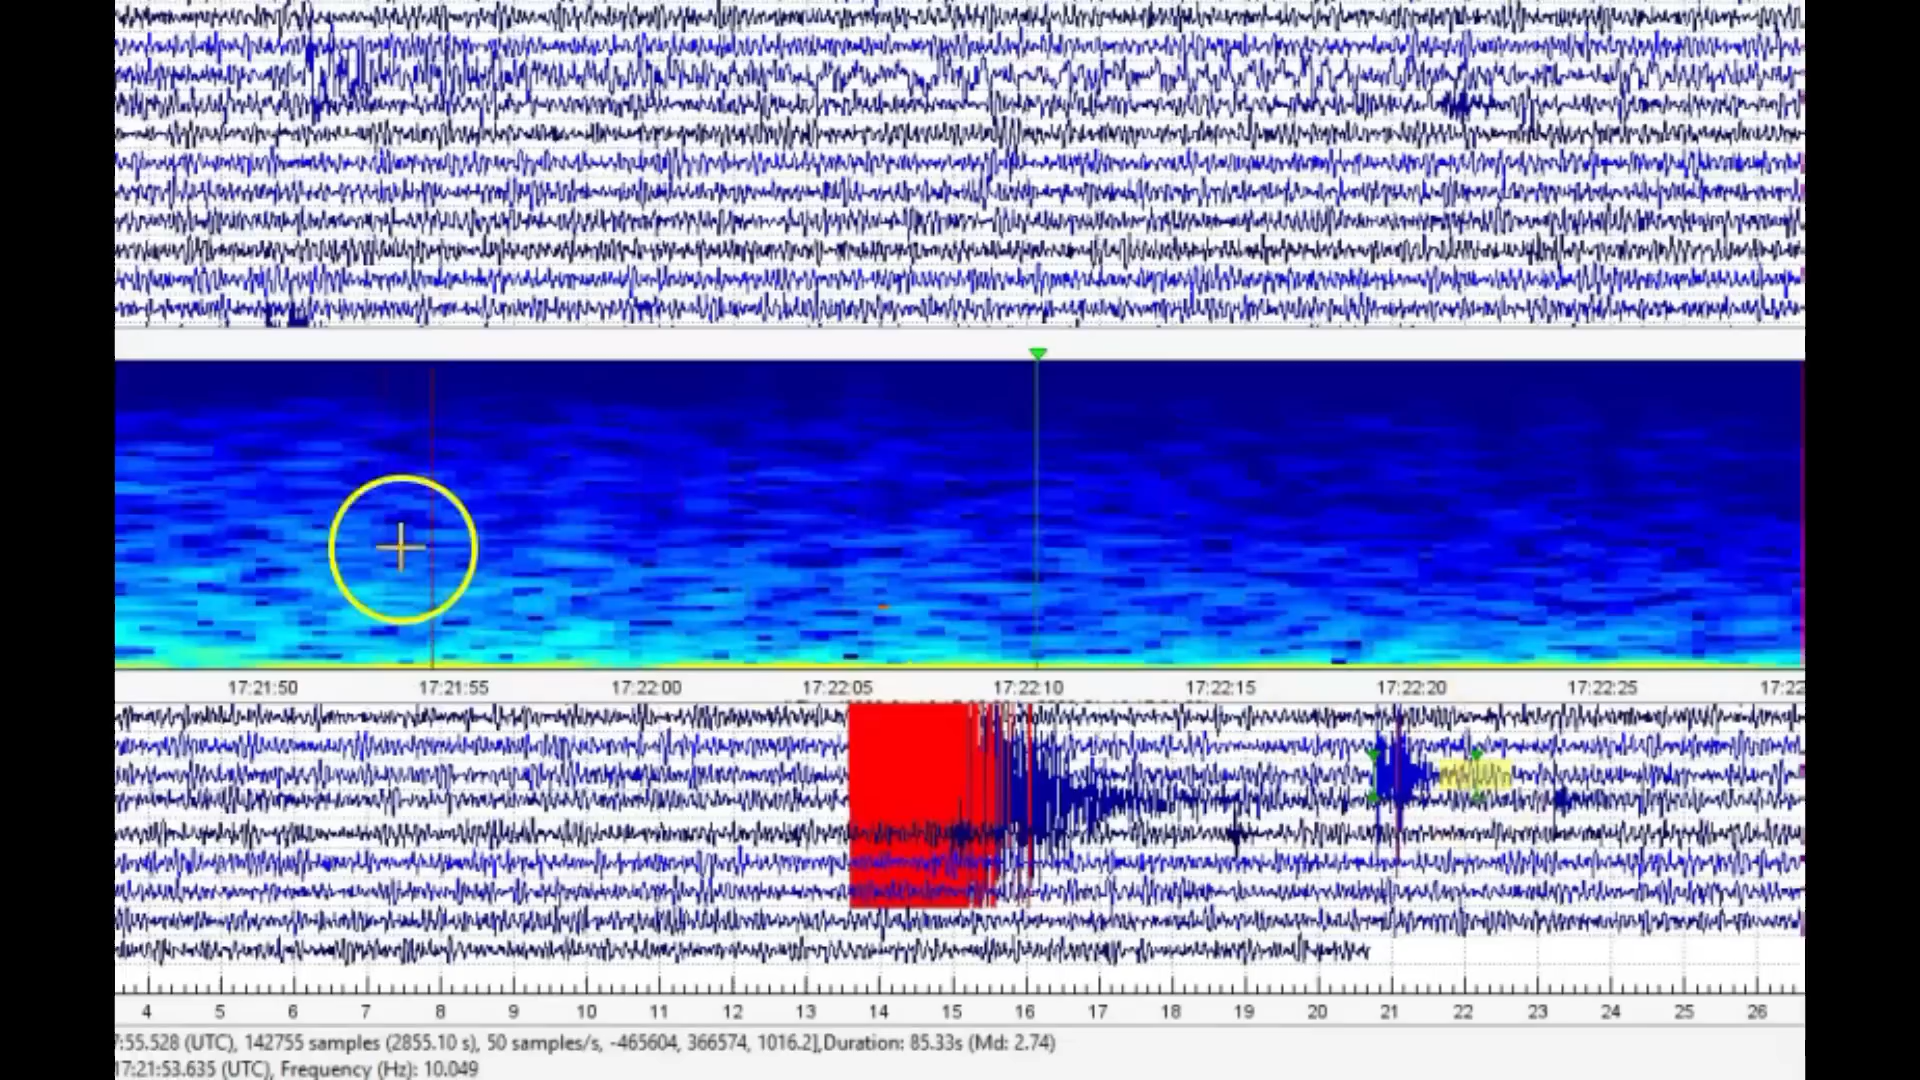 17:21:50 17:21:55 17:22:00 17:22:05 17:22:10 17:22:15 17:22:20 17:22:25 17:22
4 5 6 7 8 9 10 11 12 13 14 15 16 17 18 19 20 21 22 23 24 25 26
7:55.528 (UTC), 142755 samples (2855.10 s), 50 samples/s, -465604, 366574, 1016.2],Duration: 85.33s (Md: 2.74)
17:21:53.635 (UTC), Frequency (Hz): 10.049